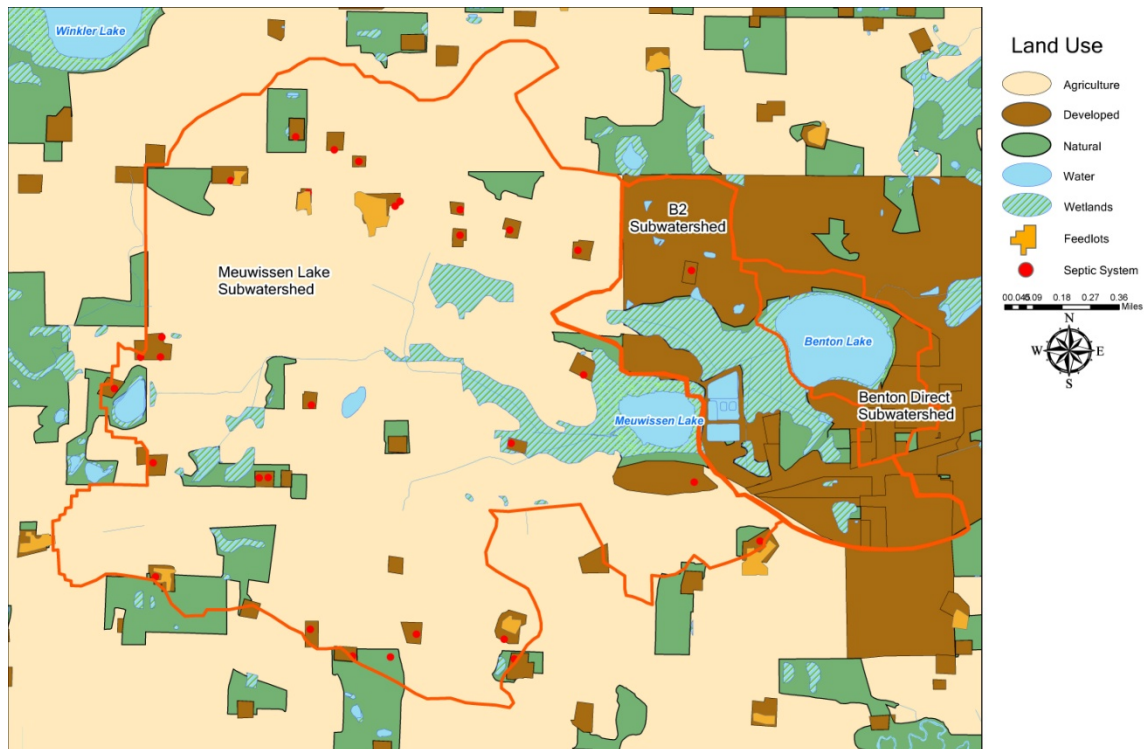 Winkler Lake
B2
Subwatershed
Meuwissen Lake
Subwatershed
Benton Lake
Benton Direct
Subwatershed
Meuwissen Lake
Land Use
Agriculture
Developed
Natural
Water
Wetlands
Feedlots
Septic System
0.18 0.27 0.36
Miles
N
W E
S